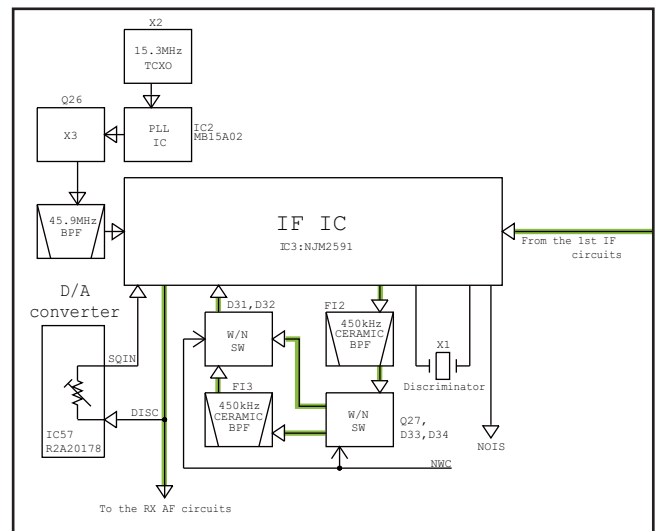 X2
15.3MHz
TCXO
Q26
X3
PLL
IC
IC2
MB15A02
45.9MHz
BPF
IF IC
IC3:NJM2591
From the 1st IF
circuits
D/A
converter
SQIN
DISC
IC57
R2A20178
D31,D32
W/N
SW
FI2
450kHz
CERAMIC
BPF
X1
Discriminator
FI3
450kHz
CERAMIC
BPF
W/N
SW
Q27,
D33,D34
NOIS
NWC
To the RX AF circuits